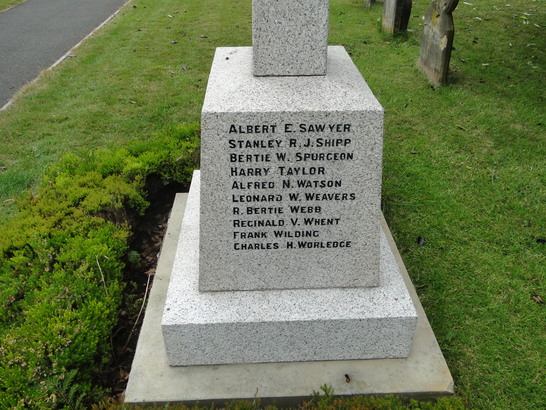 Albert E. Sawyer
Stanley R.J. Shipp
Bertie W. Spurgeon
Harry Taylor
Alfred N. Watson
Leonard W. Weavers
R. Bertie Webb
Reginald V. Whent
Frank Wilding
Charles H. Worledge